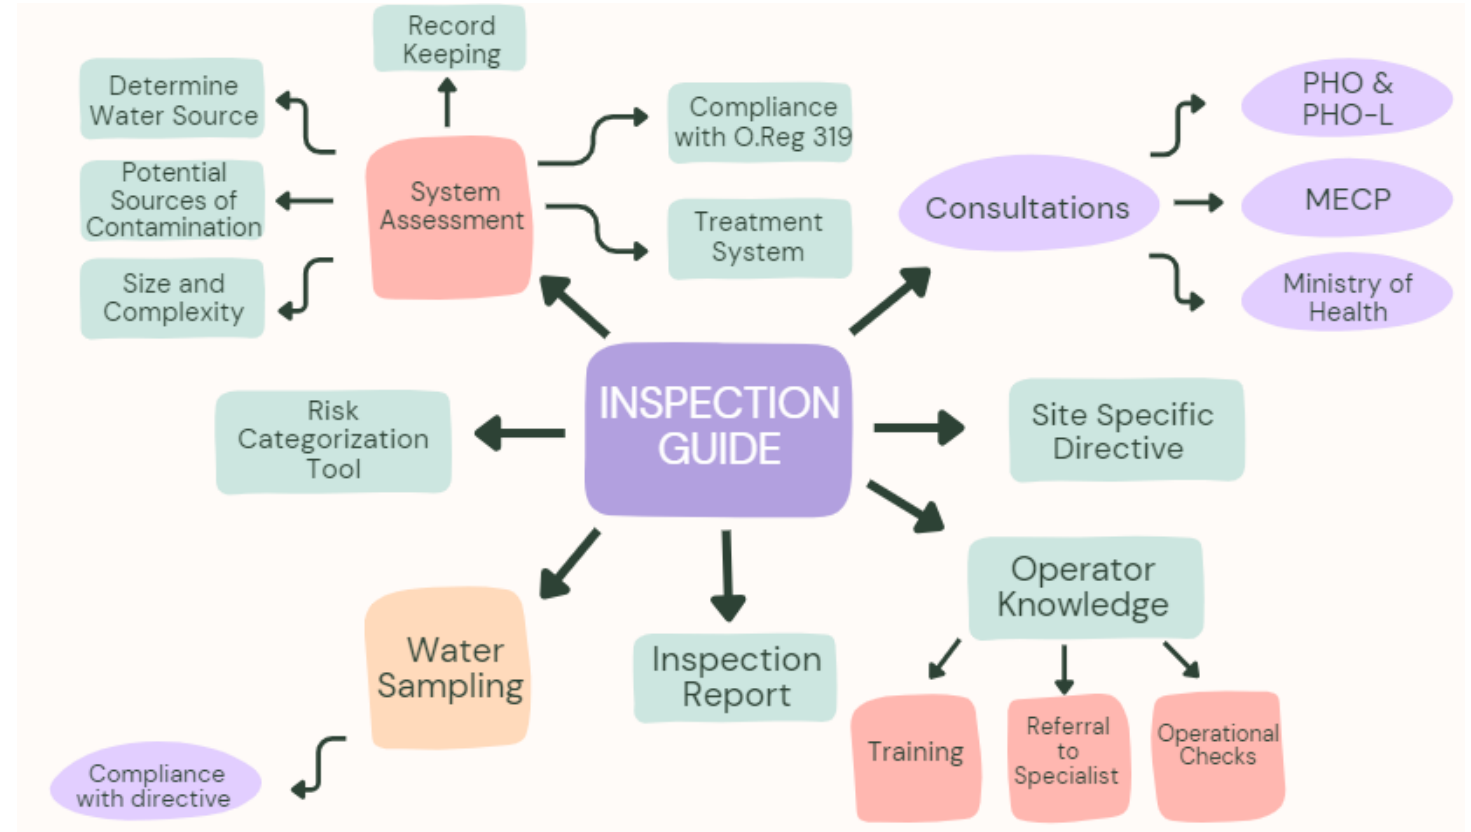 Record
Keeping
Determine
Water Source
Potential
Sources of
Contamination
Size and
Complexity
System
Assessment
Compliance
with O.Reg 319
Treatment
System
Consultations
PHO &
PHO-L
MECP
Ministry of
Health
INSPECTION
GUIDE
Risk
Categorization
Tool
Site Specific
Directive
Water
Sampling
Compliance
with directive
Inspection
Report
Operator
Knowledge
Training
Referral
to
Specialist
Operational
Checks